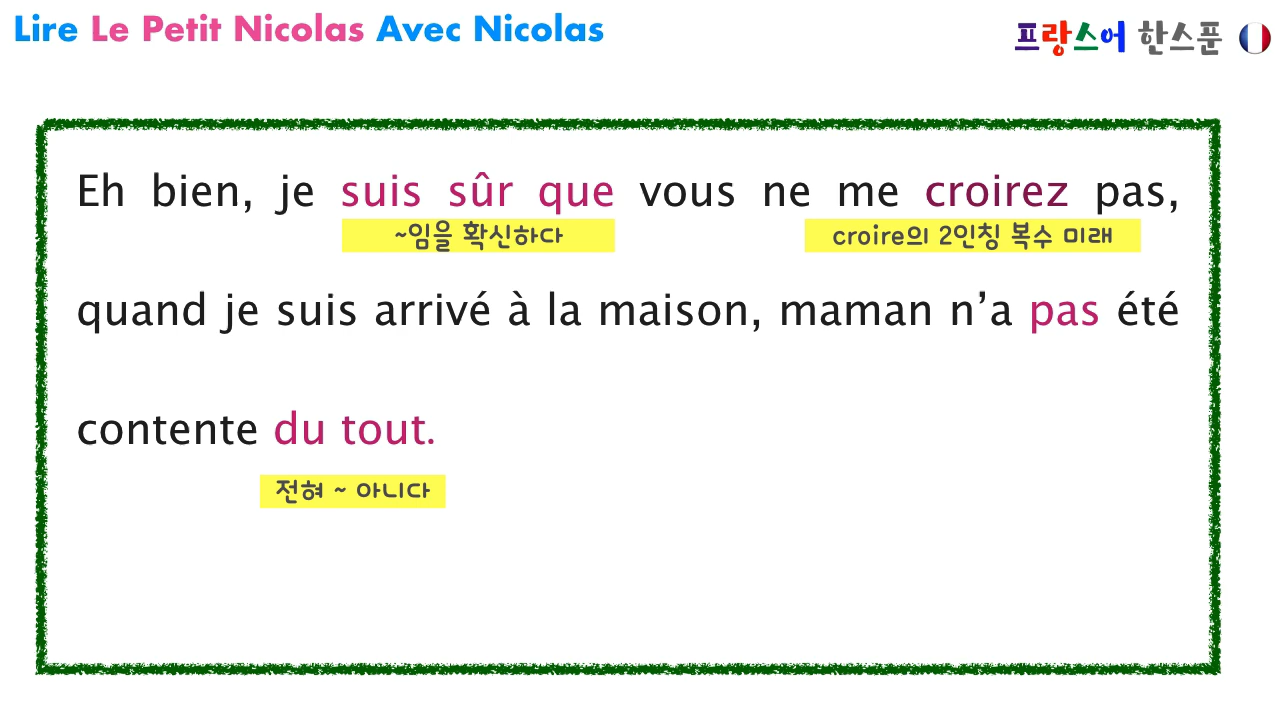 Lire Le Petit Nicolas Avec Nicolas
프랑스어 한스푼
Eh bien, je suis sûr que vous ne me croirez pas,
~임을 확신하다
croire의 2인칭 복수 미래
quand je suis arrivé à la maison, maman n’a pas été
contente du tout.
전혀 ~ 아니다